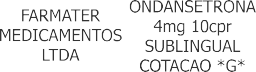 FARMATER
MEDICAMENTOS
LTDA
ONDANSETRONA
4mg 10cpr
SUBLINGUAL
COTACAO *G*